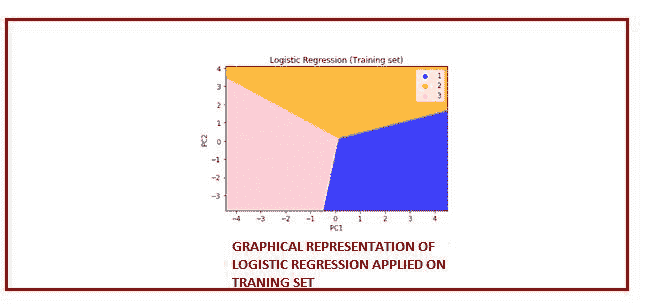 Logistic Regression (Training set)
1
2
3
4
3
2
1
0
−1
−2
−3
PC2
−4 −3 −2 −1 0 1 2 3 4
PC1
GRAPHICAL REPRESENTATION OF
LOGISTIC REGRESSION APPLIED ON
TRANING SET